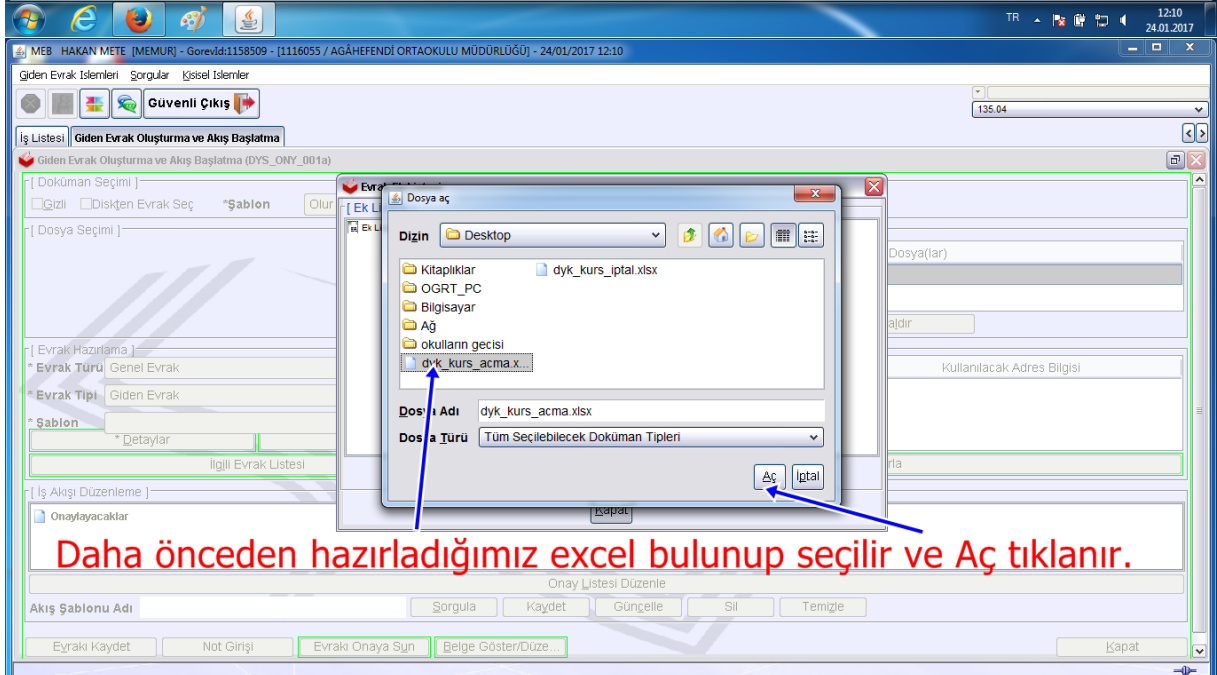 TR
12:10
24.01.2017
MEB HAKAN METE [MEMUR] - GorevId:1158509 - [1116055 / AGÂHEFENDİ ORTAOKULU MÜDÜRLÜĞÜ] - 24/01/2017 12:10
Giden Evrak Islemleri Sorgular Kisisel Islemler
Güvenli Çıkış
135.04
İş Listesi Giden Evrak Oluşturma ve Akış Başlatma
Giden Evrak Oluşturma ve Akış Başlatma (DYS_ONY_001a)
[ Doküman Seçimi ]
Gizli Diskten Evrak Seç *Şablon Olur
[ Dosya Seçimi ]
Dosya(lar)
[ Ek Li
Ek Li
Dosya aç
Dizin Desktop
Kitaplıklar dyk_kurs_iptal.xlsx
OGRT_PC
Bilgisayar
Ağ
okulların gecisi
dyk_kurs_acma.x...
Dosya Adı dyk_kurs_acma.xlsx
Dosya Türü Tüm Seçilebilecek Doküman Tipleri
Aç İptal
Kapat
aldır
[ Evrak Hazırlama ]
* Evrak Türü Genel Evrak
Kullanılacak Adres Bilgisi
* Evrak Tipi Giden Evrak
* Şablon
* Detaylar
İlgili Evrak Listesi
rla
[ İş Akışı Düzenleme ]
Onaylayacaklar
Daha önceden hazırladığımız excel bulunup seçilir ve Aç tıklanır.
Onay Listesi Düzenle
Akış Şablonu Adı Sorgula Kaydet Güncelle Sil Temizle
Evrakı Kaydet Not Girişi Evrakı Onaya Sun Belge Göster/Düze... Kapat